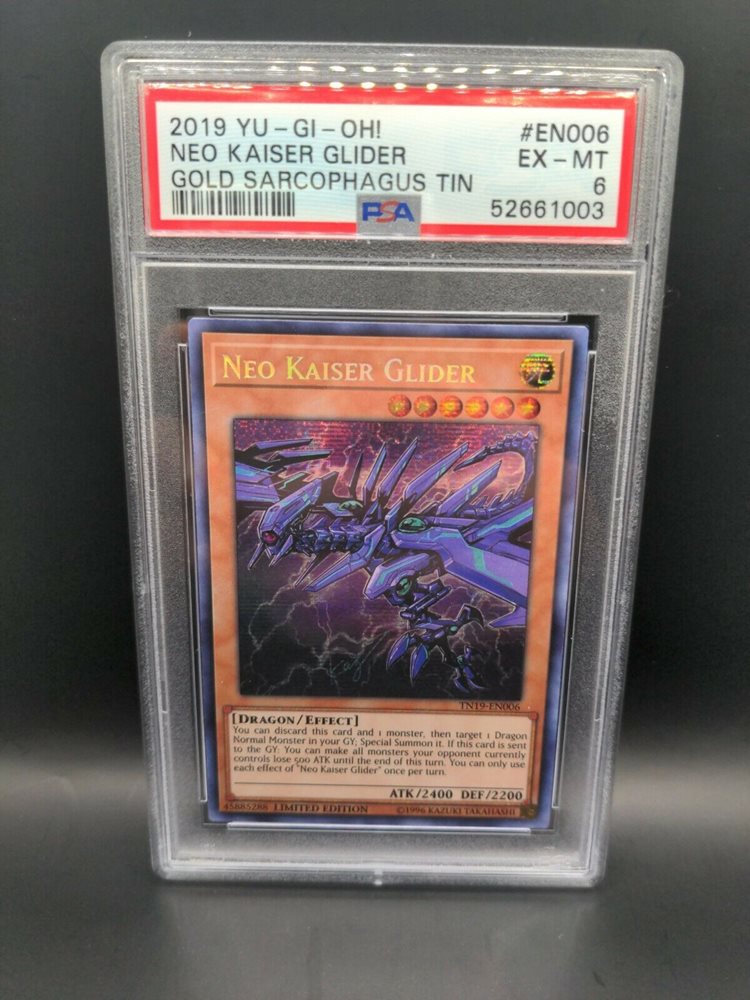 2019 YU-GI-OH! #EN006
NEO KAISER GLIDER EX-MT
GOLD SARCOPHAGUS TIN 6
PSA 52661003
NEO KAISER GLIDER
TN19-EN006
[DRAGON/EFFECT]
You can discard this card and 1 monster, then target 1 Dragon
Normal Monster in your GY; Special Summon it. If this card is sent
to the GY: You can make all monsters your opponent currently
controls lose 500 ATK until the end of this turn. You can only use
each effect of "Neo Kaiser Glider" once per turn.
ATK/2400 DEF/2200
45885288 LIMITED EDITION ©1996 KAZUKI TAKAHASHI